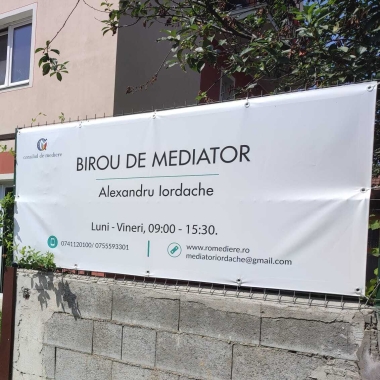 consiliul de mediere
BIROU DE MEDIATOR
Alexandru Iordache
Luni - Vineri, 09:00 - 15:30.
0741120100/ 0755593301
www.romediere.ro
mediatoriordache@gmail.com